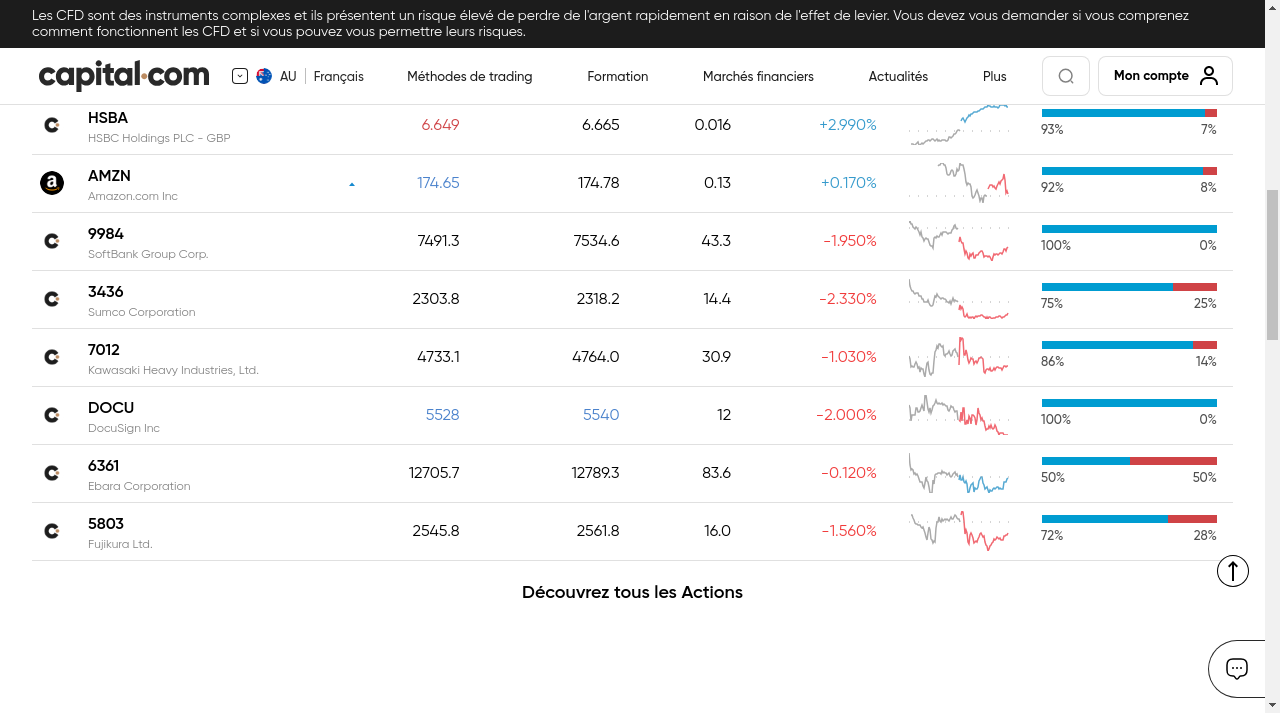 Les CFD sont des instruments complexes et ils présentent un risque élevé de perdre de l'argent rapidement en raison de l'effet de levier. Vous devez vous demander si vous comprenez
comment fonctionnent les CFD et si vous pouvez vous permettre leurs risques.
capital.com AU Français Méthodes de trading Formation Marchés financiers Actualités Plus Mon compte
HSBA 6.649 6.665 0.016 +2.990%
HSBC Holdings PLC - GBP 93% 7%
AMZN 174.65 174.78 0.13 +0.170%
Amazon.com Inc 92% 8%
9984 7491.3 7534.6 43.3 -1.950%
SoftBank Group Corp. 100% 0%
3436 2303.8 2318.2 14.4 -2.330%
Sumco Corporation 75% 25%
7012 4733.1 4764.0 30.9 -1.030%
Kawasaki Heavy Industries, Ltd. 86% 14%
DOCU 5528 5540 12 -2.000%
DocuSign Inc 100% 0%
6361 12705.7 12789.3 83.6 -0.120%
Ebara Corporation 50% 50%
5803 2545.8 2561.8 16.0 -1.560%
Fujikura Ltd. 72% 28%
Découvrez tous les Actions